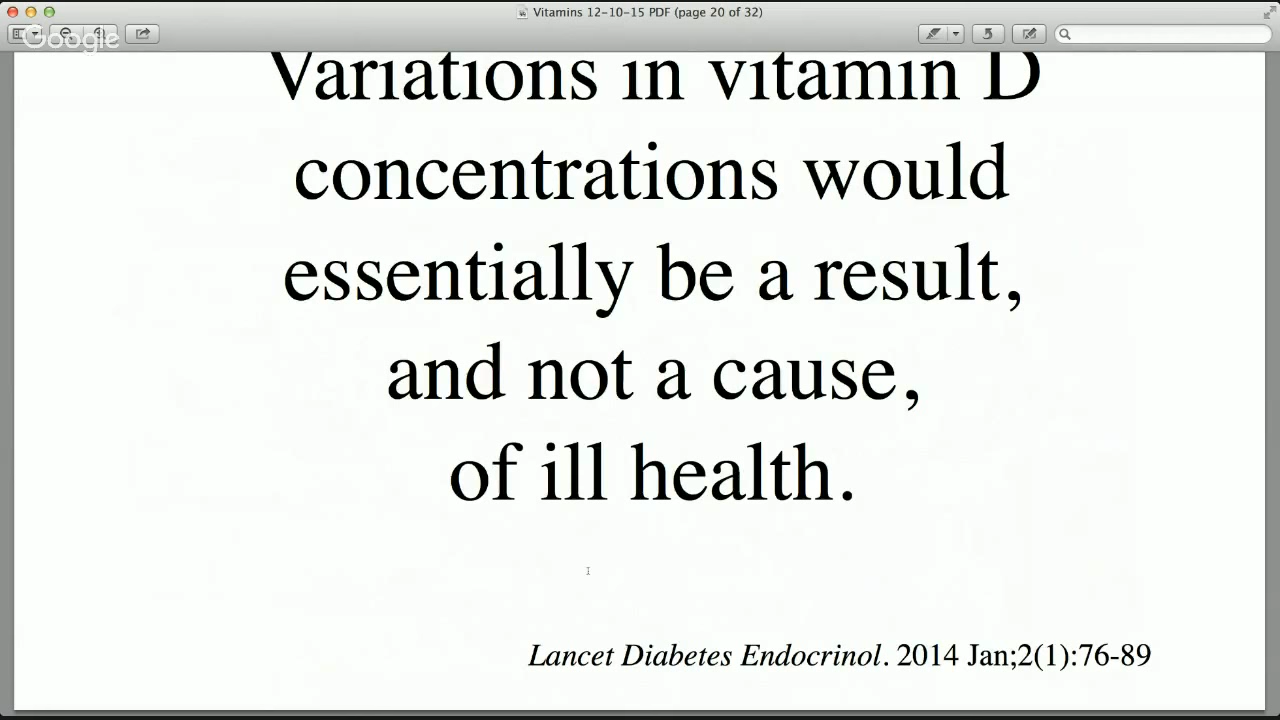 Vitamins 12-10-15 PDF (page 20 of 32)
Google
Variations in vitamin D
concentrations would
essentially be a result,
and not a cause,
of ill health.
Lancet Diabetes Endocrinol. 2014 Jan;2(1):76-89